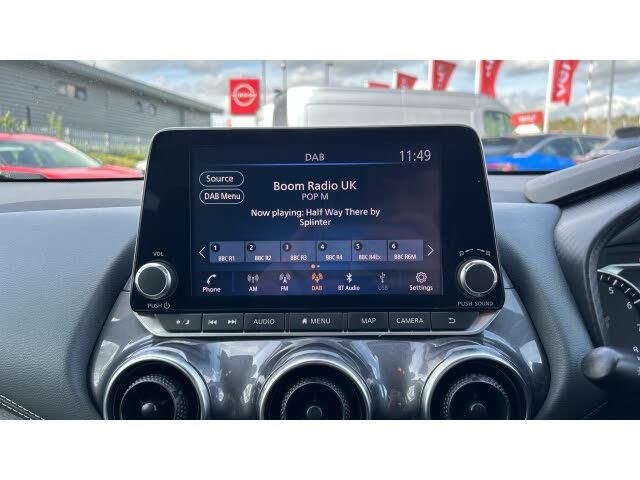 DAB
11:49
Source
DAB Menu
Boom Radio UK
POP M
Now playing: Half Way There by
Splinter
1 2 3 4 5 6
BBC R1 BBC R2 BBC R3 BBC R4 BBC R4Ex BBC R6M
Phone AM FM DAB BT Audio USB Settings
VOL
PUSH
PUSH SOUND
AUDIO MENU MAP CAMERA